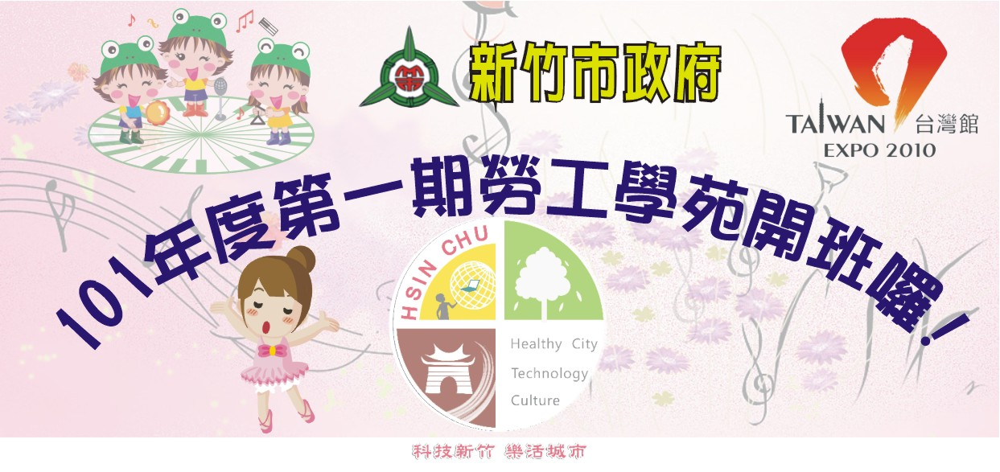 新竹市政府
TAIWAN 台灣館
EXPO 2010
101年度第一期勞工學苑開班囉!
HSIN CHU
Healthy City
Technology
Culture
科技新竹 樂活城市